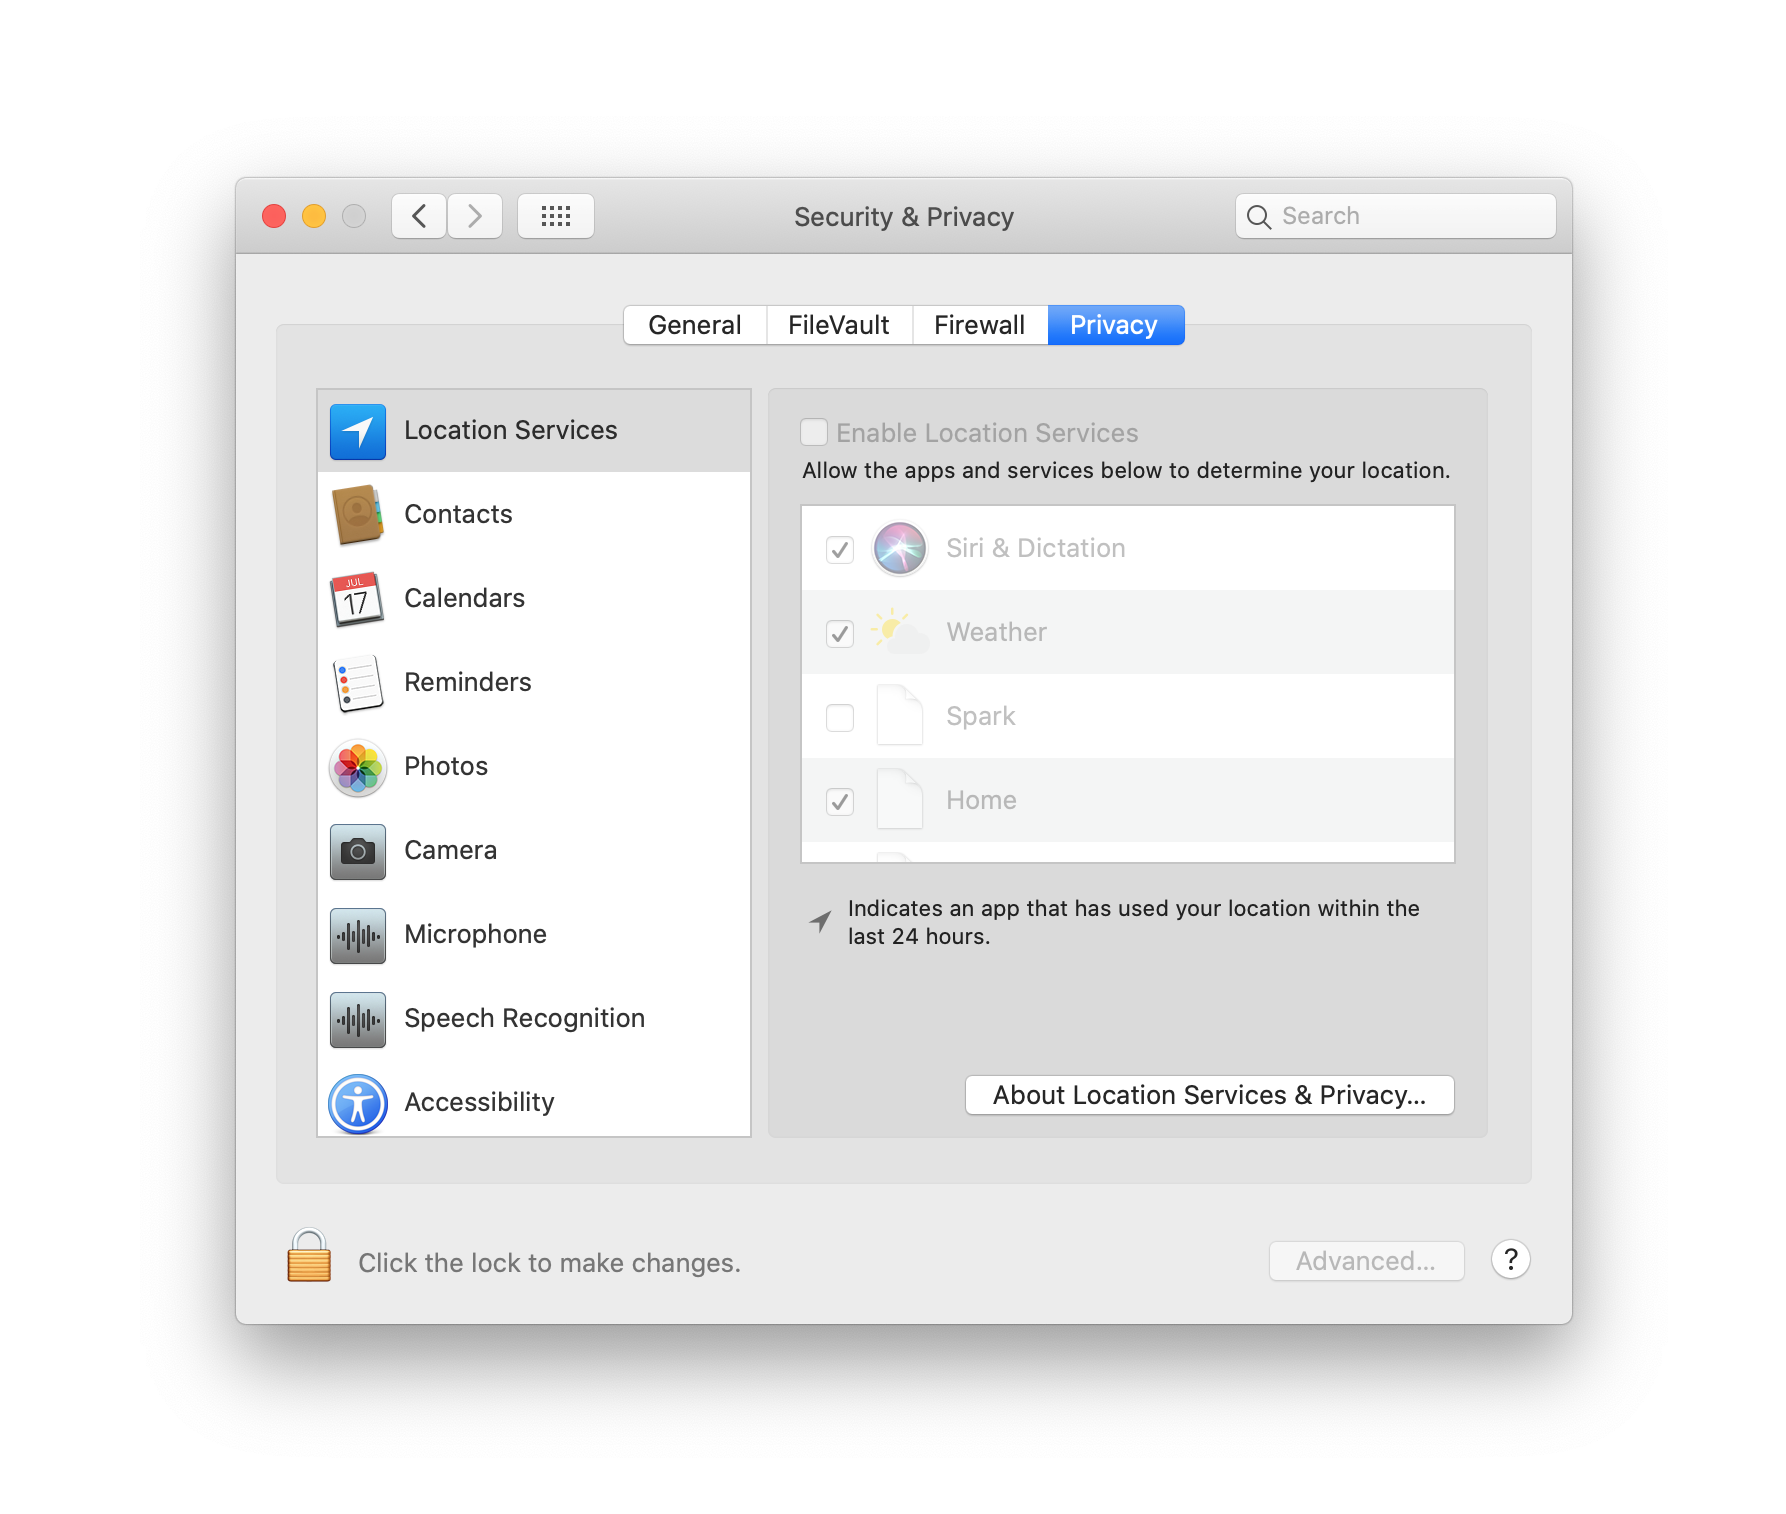 Security & Privacy
Search
General
FileVault
Firewall
Privacy
Location Services
Contacts
JUL
17
Calendars
Reminders
Photos
Camera
Microphone
Speech Recognition
Accessibility
Enable Location Services
Allow the apps and services below to determine your location.
Siri & Dictation
Weather
Spark
Home
Indicates an app that has used your location within the
last 24 hours.
About Location Services & Privacy...
Click the lock to make changes.
Advanced...
?